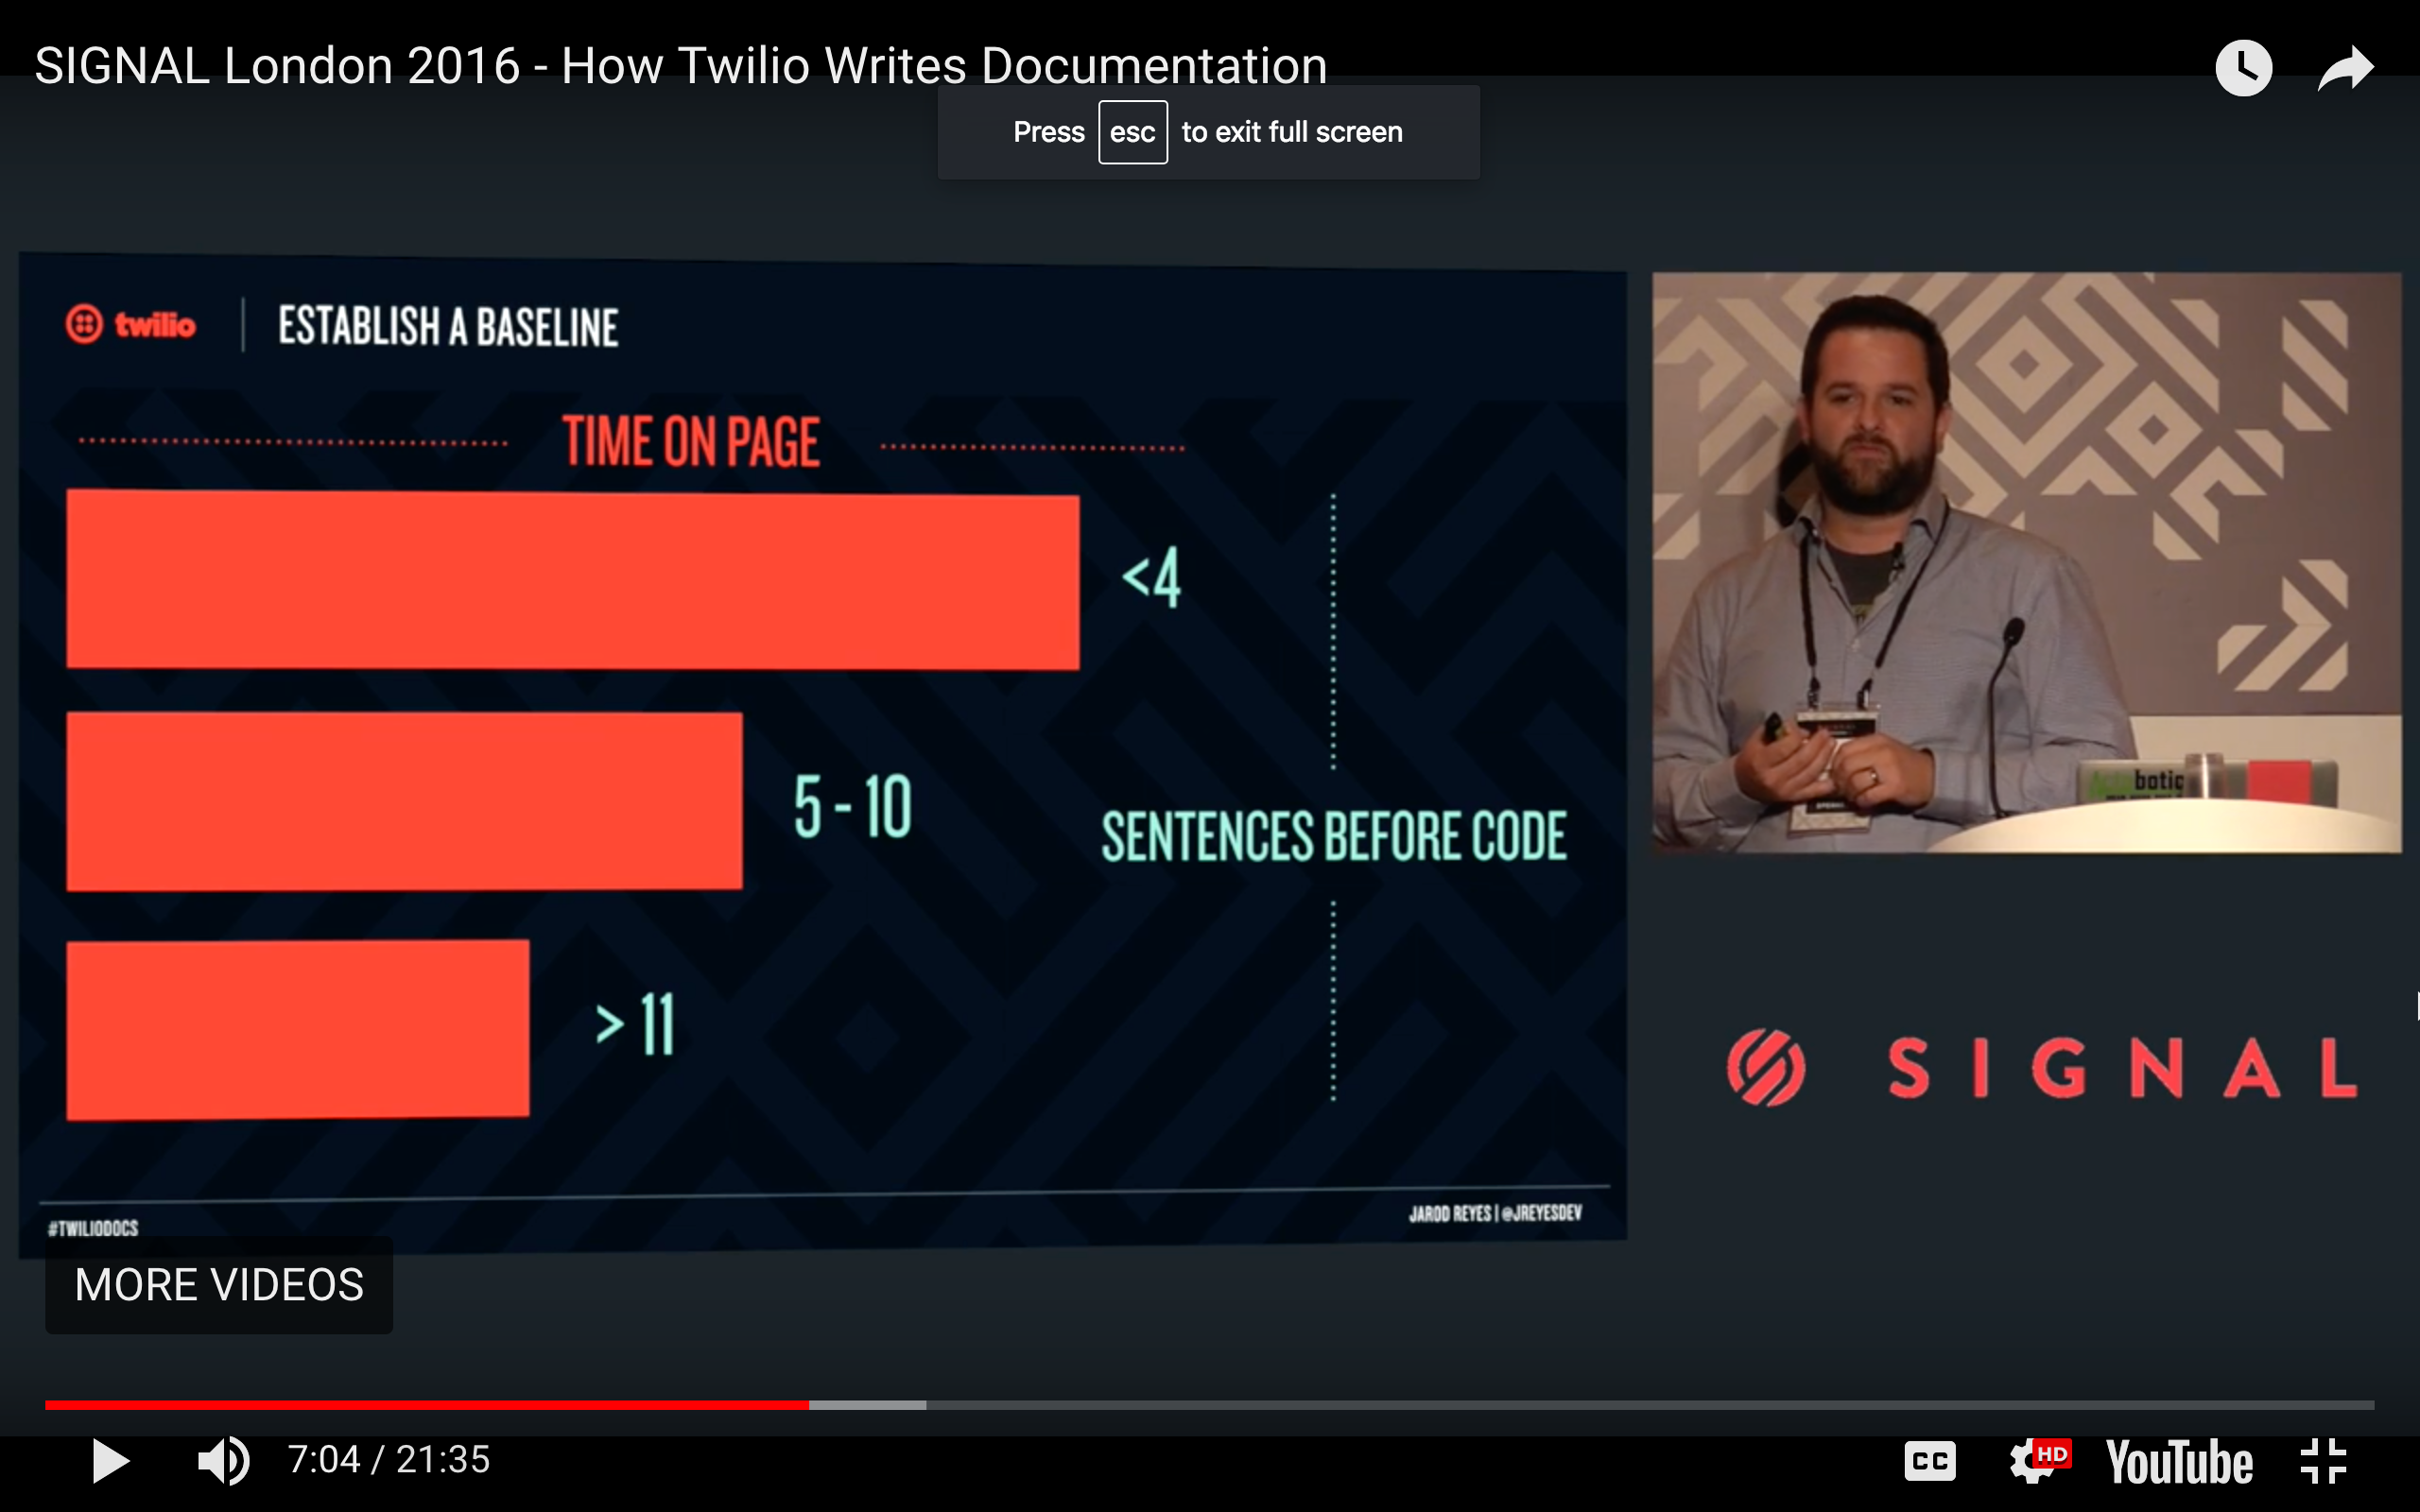 SIGNAL London 2016 - How Twilio Writes Documentation
Press esc to exit full screen
twilio
ESTABLISH A BASELINE
TIME ON PAGE
<4
5 - 10
SENTENCES BEFORE CODE
> 11
botic
SIGNAL
#TWILIODOCS
JAROD REYES | @JREYESDEV
MORE VIDEOS
7:04 / 21:35
CC
HD
YouTube